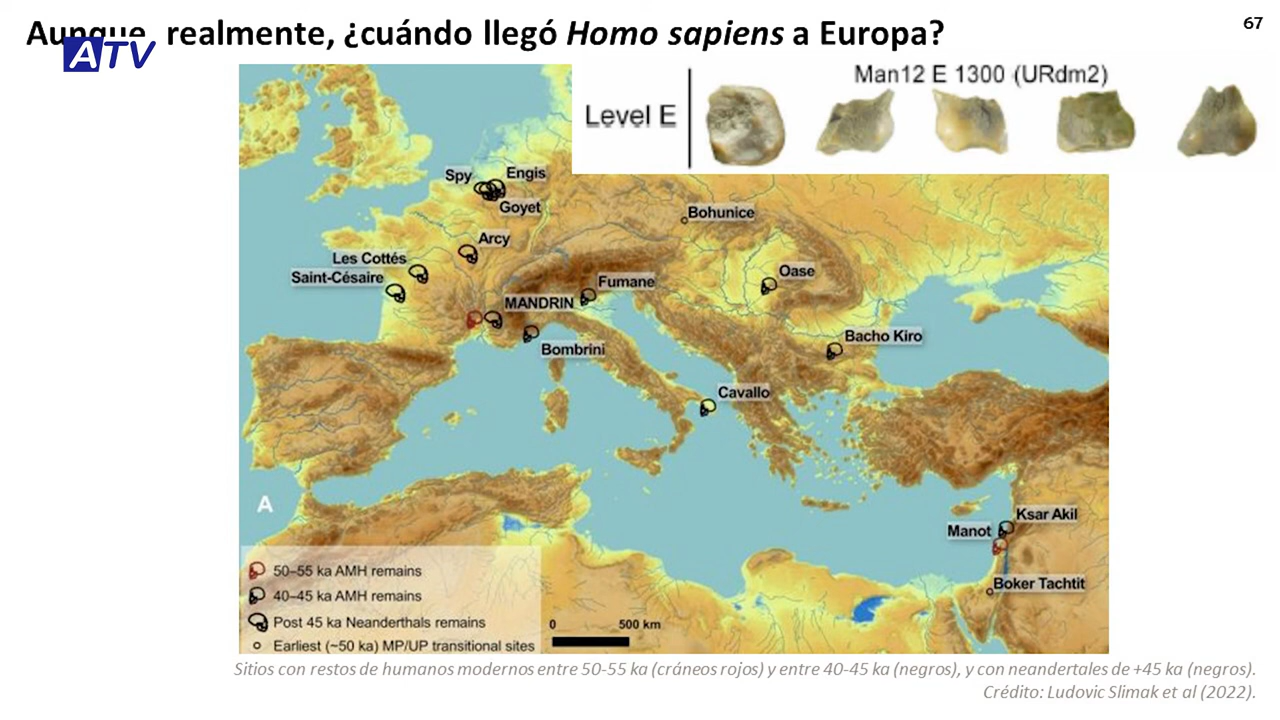 Aunque, realmente, ¿cuándo llegó Homo sapiens a Europa?
67
ATV
Man12 E 1300 (URdm2)
Level E
Spy
Engis
Goyet
Bohunice
Arcy
Les Cottés
Saint-Césaire
Oase
Fumane
MANDRIN
Bacho Kiro
Bombrini
Cavallo
A
Ksar Akil
Manot
Boker Tachtit
50–55 ka AMH remains
40–45 ka AMH remains
Post 45 ka Neanderthals remains
Earliest (~50 ka) MP/UP transitional sites
0 500 km
Sitios con restos de humanos modernos entre 50-55 ka (cráneos rojos) y entre 40-45 ka (negros), y con neandertales de +45 ka (negros).
Crédito: Ludovic Slimak et al (2022).